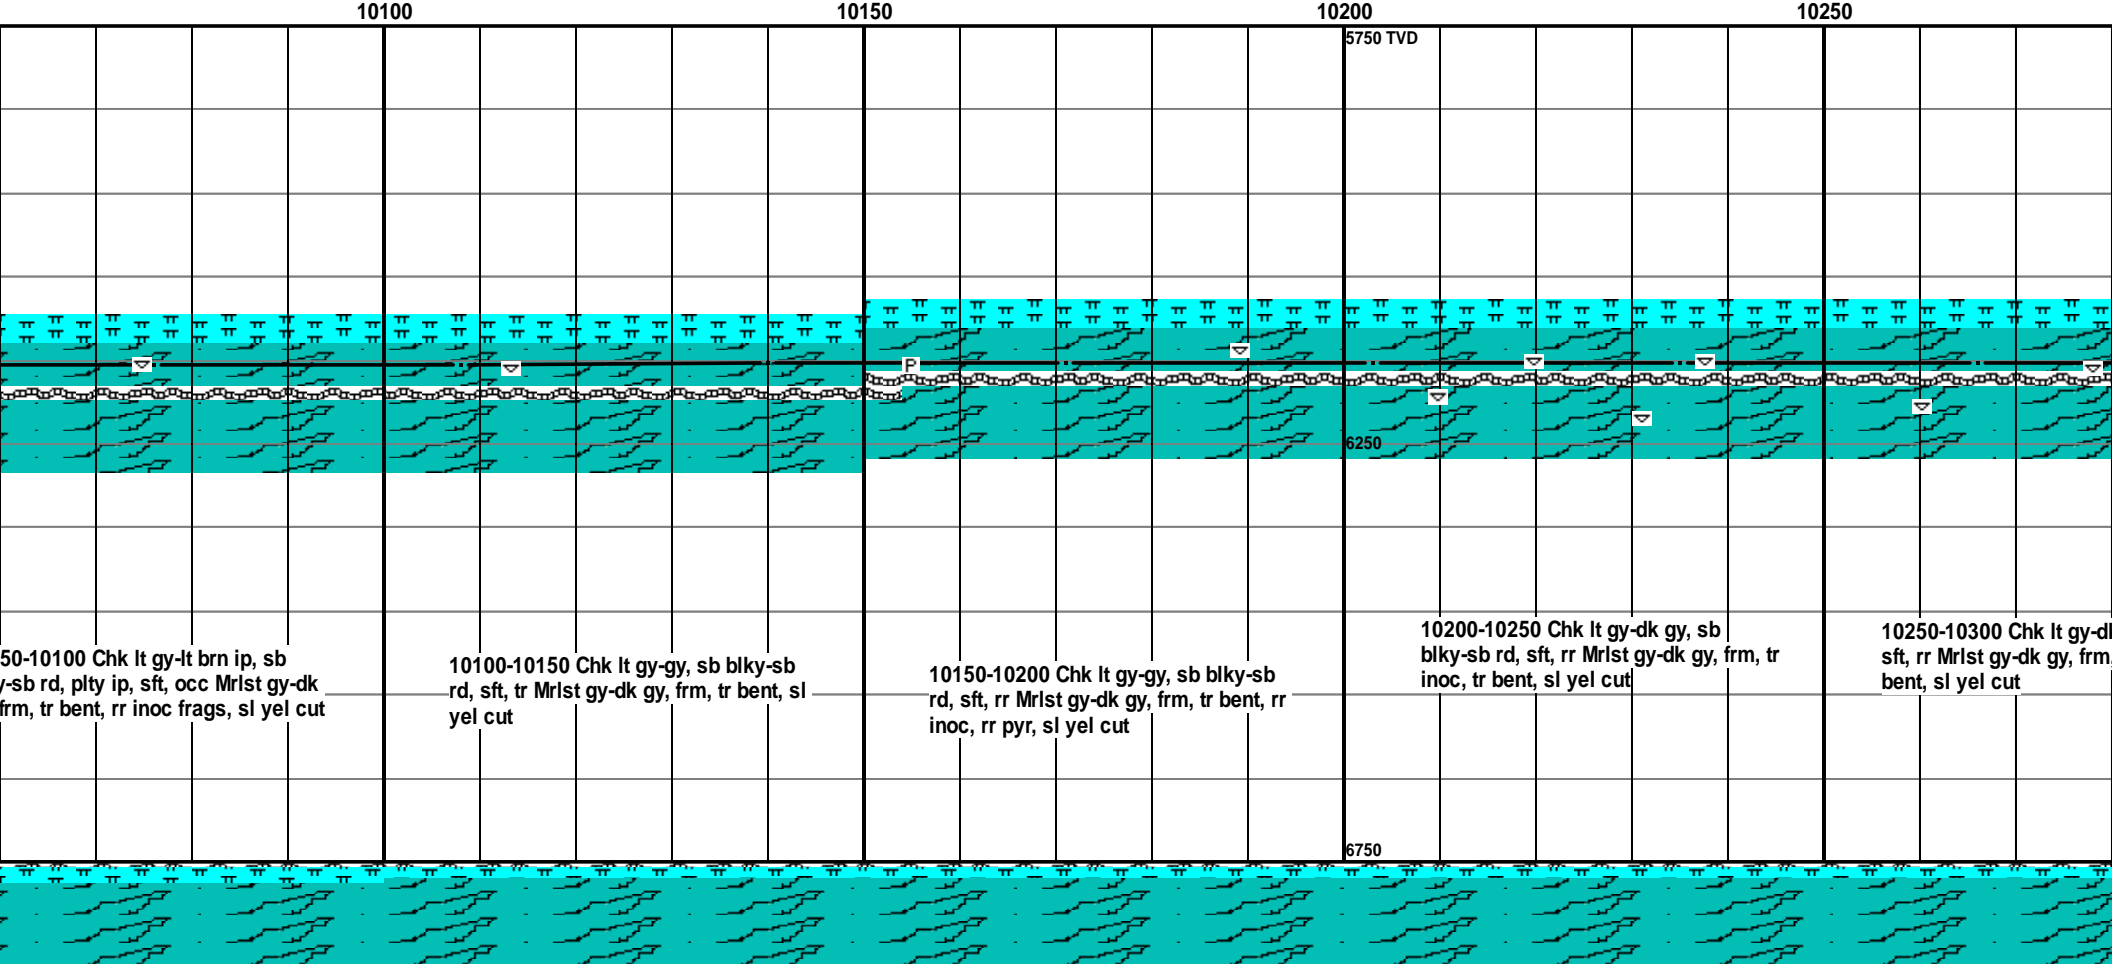 10100
10150
10200
10250
5750 TVD
P
6250
50-10100 Chk lt gy-lt brn ip, sb
y-sb rd, plty ip, sft, occ Mrlst gy-dk
frm, tr bent, rr inoc frags, sl yel cut
10100-10150 Chk lt gy-gy, sb blky-sb
rd, sft, tr Mrlst gy-dk gy, frm, tr bent, sl
yel cut
10150-10200 Chk lt gy-gy, sb blky-sb
rd, sft, rr Mrlst gy-dk gy, frm, tr bent, rr
inoc, rr pyr, sl yel cut
10200-10250 Chk lt gy-dk gy, sb
blky-sb rd, sft, rr Mrlst gy-dk gy, frm, tr
inoc, tr bent, sl yel cut
10250-10300 Chk lt gy-d
sft, rr Mrlst gy-dk gy, frm,
bent, sl yel cut
6750